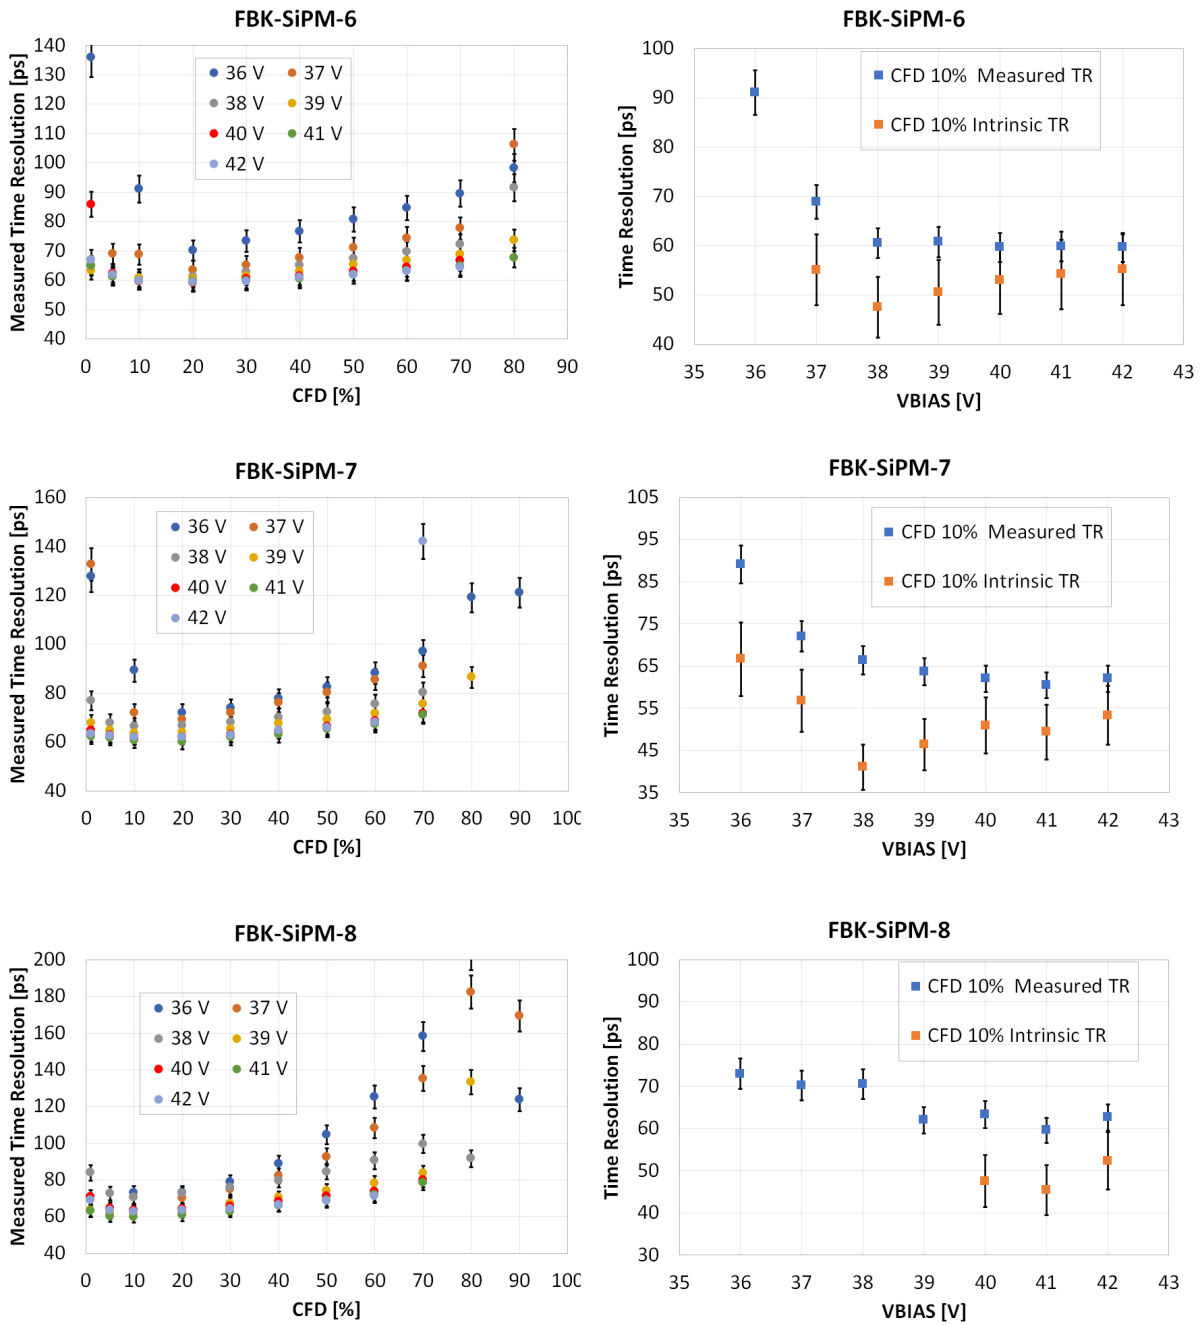 FBK-SiPM-6
Measured Time Resolution [ps]
140
130
120
110
100
90
80
70
60
50
40
36 V 37 V
38 V 39 V
40 V 41 V
42 V
0 10 20 30 40 50 60 70 80 90
CFD [%]
FBK-SiPM-6
Time Resolution [ps]
100
90
80
70
60
50
40
CFD 10% Measured TR
CFD 10% Intrinsic TR
35 36 37 38 39 40 41 42 43
VBIAS [V]
FBK-SiPM-7
Measured Time Resolution [ps]
160
140
120
100
80
60
40
36 V 37 V
38 V 39 V
40 V 41 V
42 V
0 10 20 30 40 50 60 70 80 90 100
CFD [%]
FBK-SiPM-7
Time Resolution [ps]
105
95
85
75
65
55
45
35
CFD 10% Measured TR
CFD 10% Intrinsic TR
35 36 37 38 39 40 41 42 43
VBIAS [V]
FBK-SiPM-8
Measured Time Resolution [ps]
200
180
160
140
120
100
80
60
40
36 V 37 V
38 V 39 V
40 V 41 V
42 V
0 10 20 30 40 50 60 70 80 90 100
CFD [%]
FBK-SiPM-8
Time Resolution [ps]
100
90
80
70
60
50
40
30
CFD 10% Measured TR
CFD 10% Intrinsic TR
35 36 37 38 39 40 41 42 43
VBIAS [V]